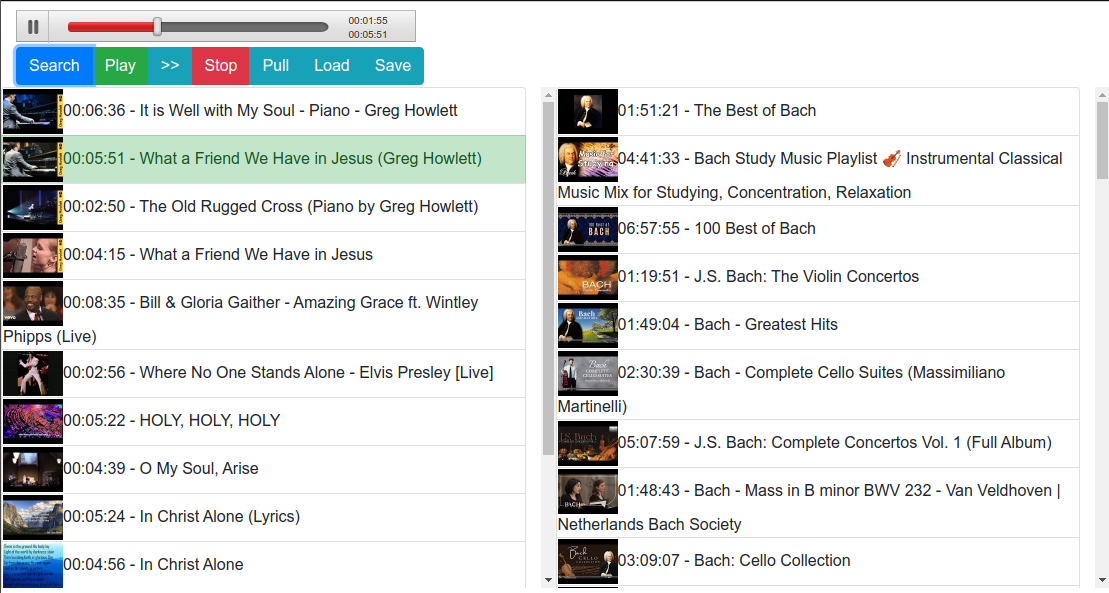 00:01:55
00:05:51
Search Play >> Stop Pull Load Save
00:06:36 - It is Well with My Soul - Piano - Greg Howlett
00:05:51 - What a Friend We Have in Jesus (Greg Howlett)
00:02:50 - The Old Rugged Cross (Piano by Greg Howlett)
00:04:15 - What a Friend We Have in Jesus
00:08:35 - Bill & Gloria Gaither - Amazing Grace ft. Wintley
Phipps (Live)
00:02:56 - Where No One Stands Alone - Elvis Presley [Live]
00:05:22 - HOLY, HOLY, HOLY
00:04:39 - O My Soul, Arise
00:05:24 - In Christ Alone (Lyrics)
00:04:56 - In Christ Alone
01:51:21 - The Best of Bach
04:41:33 - Bach Study Music Playlist 🎻 Instrumental Classical
Music Mix for Studying, Concentration, Relaxation
06:57:55 - 100 Best of Bach
01:19:51 - J.S. Bach: The Violin Concertos
01:49:04 - Bach - Greatest Hits
02:30:39 - Bach - Complete Cello Suites (Massimiliano
Martinelli)
05:07:59 - J.S. Bach: Complete Concertos Vol. 1 (Full Album)
01:48:43 - Bach - Mass in B minor BWV 232 - Van Veldhoven |
Netherlands Bach Society
03:09:07 - Bach: Cello Collection